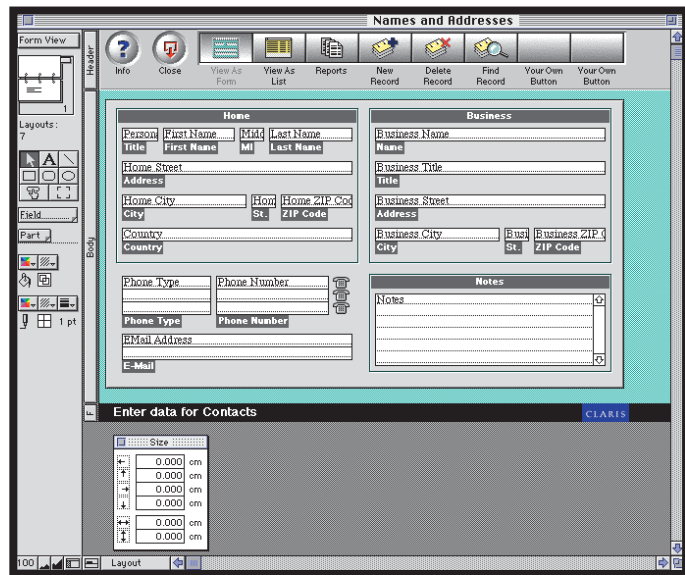 Names and Addresses
Form View
1
Layouts:
7
Field
Part
1 pt
Header
Body
F
Info
Close
View As
Form
View As
List
Reports
New
Record
Delete
Record
Find
Record
Your Own
Button
Your Own
Button
Home
Person First Name Midd Last Name
Title First Name MI Last Name
Home Street
Address
Home City Hom Home ZIP Cod
City St. ZIP Code
Country
Country
Business
Business Name
Name
Business Title
Title
Business Street
Address
Business City Busi Business ZIP C
City St. ZIP Code
Phone Type Phone Number
Phone Type Phone Number
EMail Address
E-Mail
Notes
Notes
Enter data for Contacts
CLARIS
Size
0.000 cm
0.000 cm
0.000 cm
0.000 cm
0.000 cm
0.000 cm
100 Layout